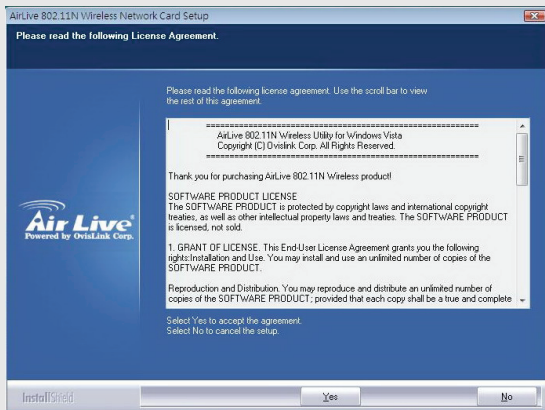 AirLive 802.11N Wireless Network Card Setup
Please read the following License Agreement.
Please read the following license agreement. Use the scroll bar to view
the rest of this agreement.
================================================
AirLive 802.11N Wireless Utility for Windows Vista
Copyright (C) Ovislink Corp. All Rights Reserved.
================================================
Thank you for purchasing AirLive 802.11N Wireless product!
SOFTWARE PRODUCT LICENSE
The SOFTWARE PRODUCT is protected by copyright laws and international copyright
treaties, as well as other intellectual property laws and treaties. The SOFTWARE PRODUCT
is licensed, not sold.
1. GRANT OF LICENSE. This End-User License Agreement grants you the following
rights:Installation and Use. You may install and use an unlimited number of copies of the
SOFTWARE PRODUCT.
Reproduction and Distribution. You may reproduce and distribute an unlimited number of
copies of the SOFTWARE PRODUCT; provided that each copy shall be a true and complete
Air Live
Powered by OvisLink Corp.
Select Yes to accept the agreement.
Select No to cancel the setup.
InstallShield
Yes
No